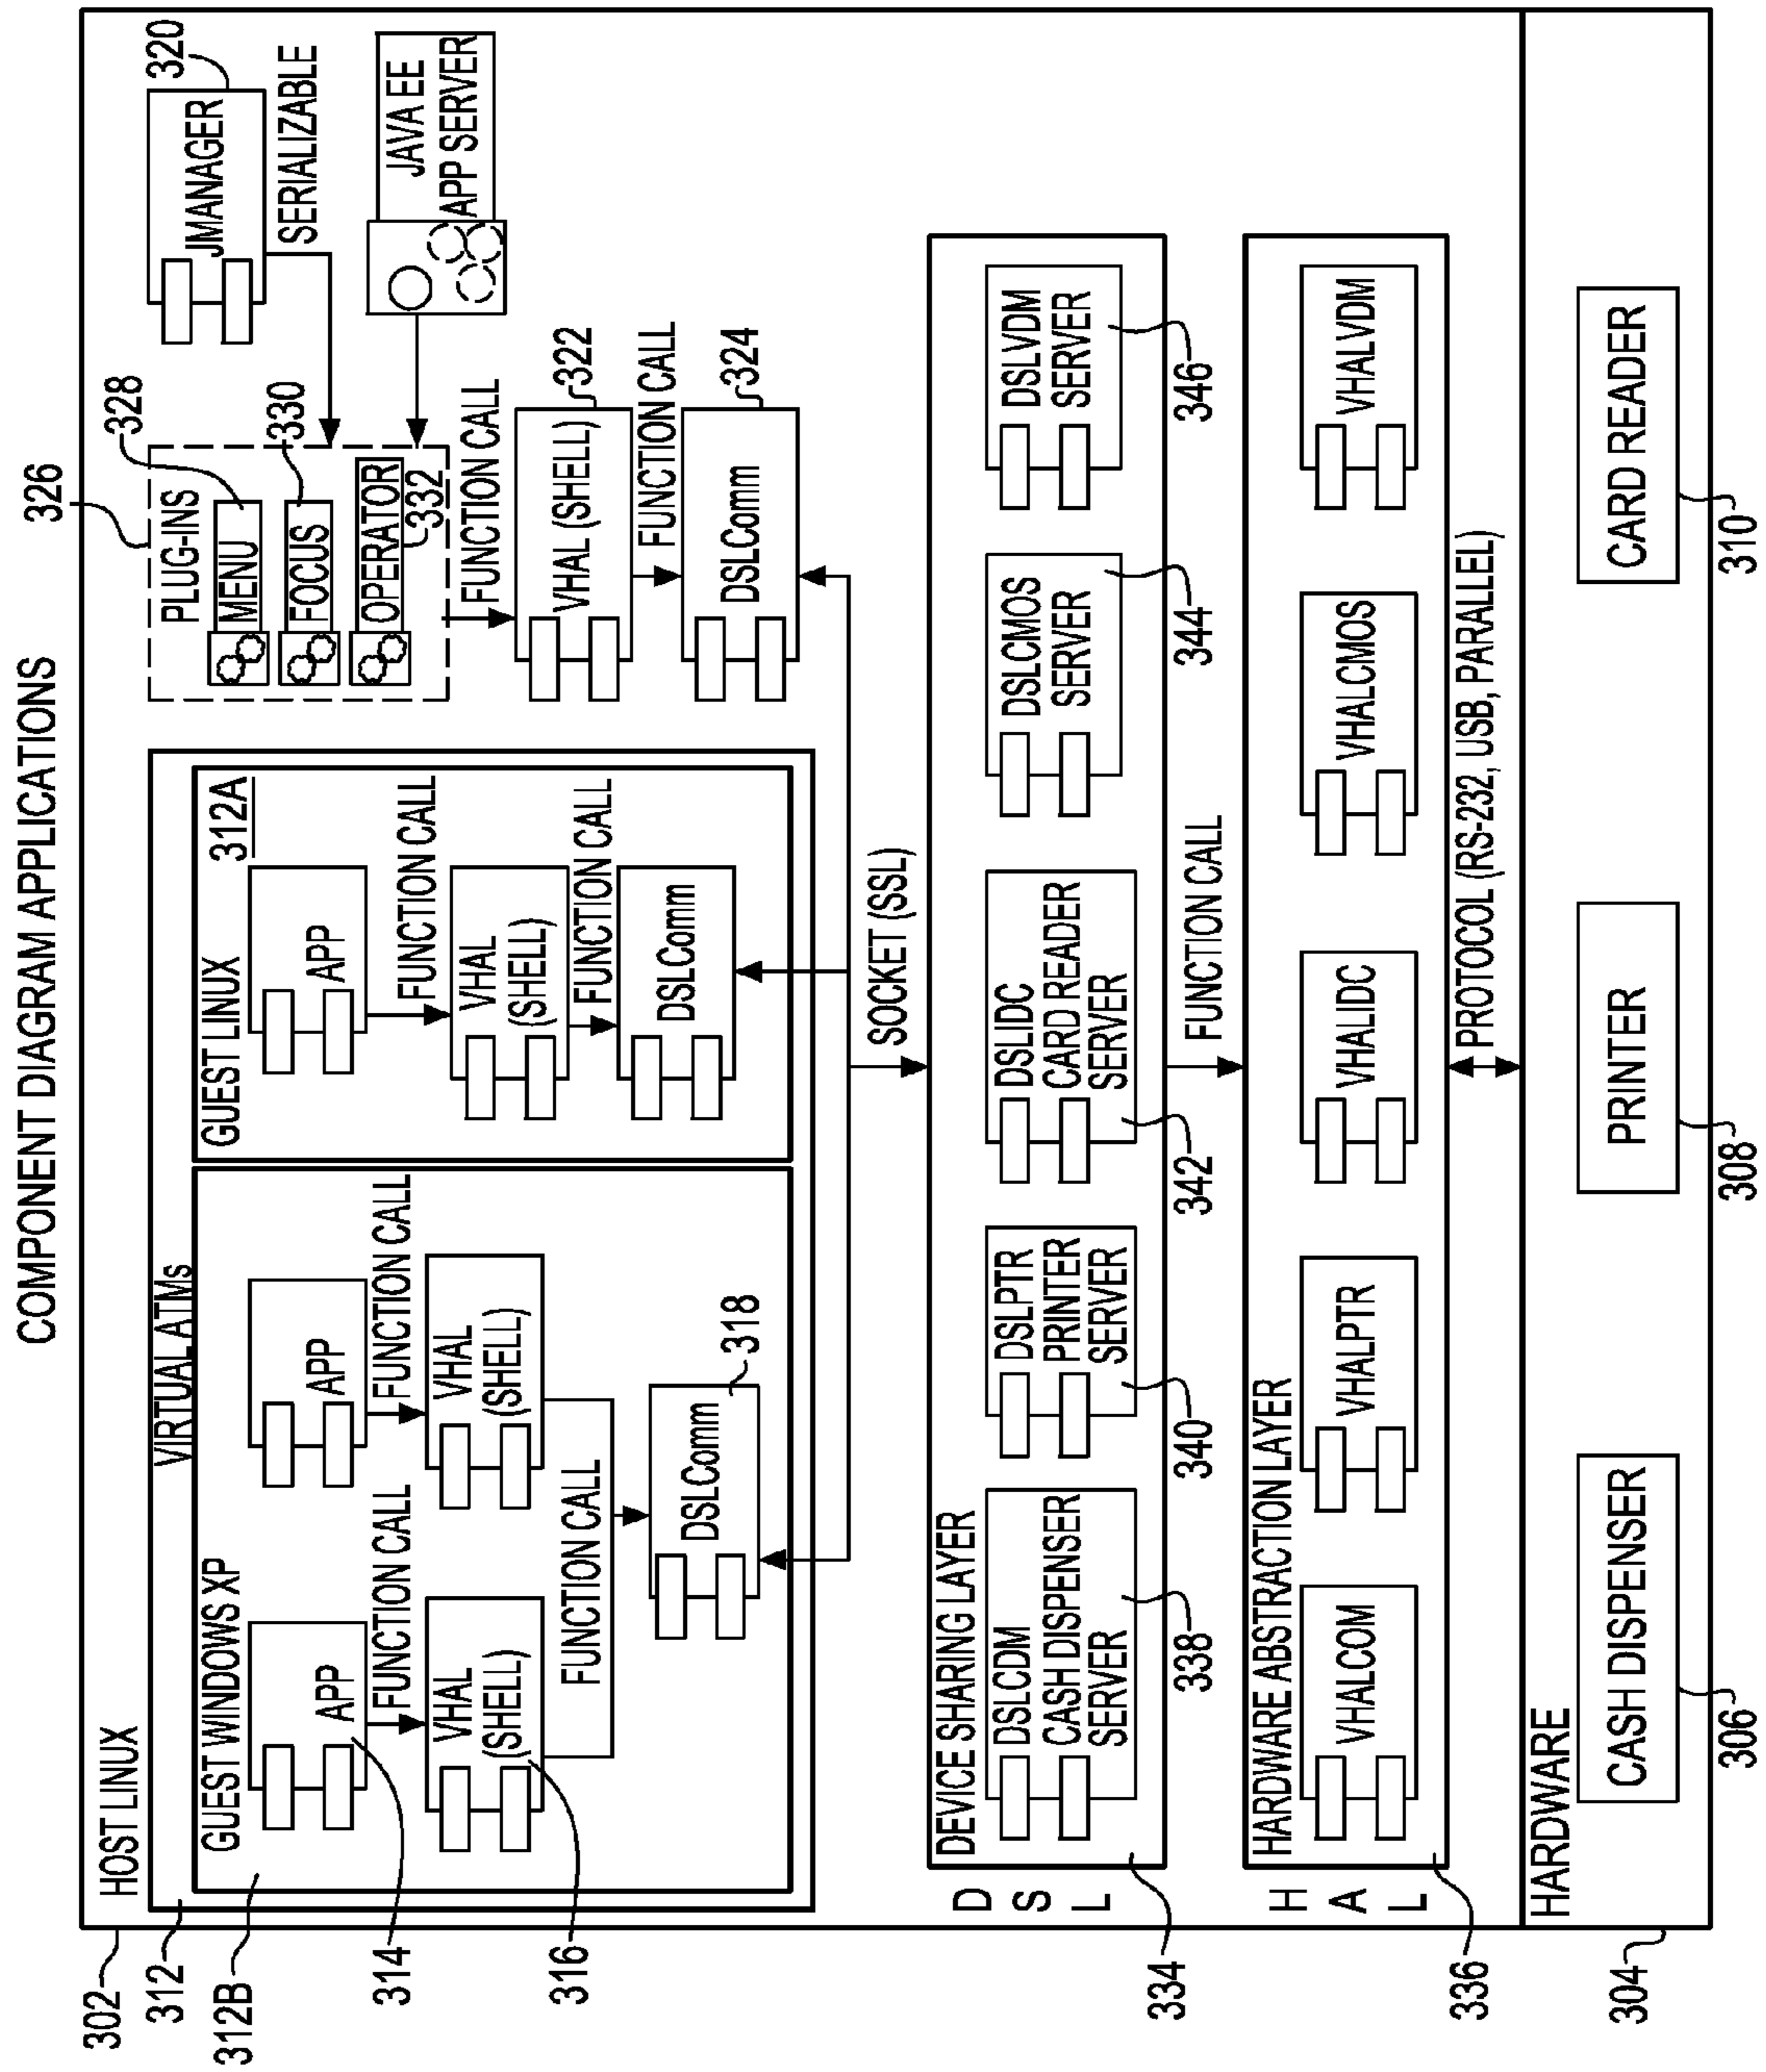 COMPONENT DIAGRAM APPLICATIONS
302
HOST LINUX
312
VIRTUAL ATMs
312B
GUEST WINDOWS XP
314
APP
FUNCTION CALL
316
VHAL
(SHELL)
APP
FUNCTION CALL
VHAL
(SHELL)
FUNCTION CALL
DSLComm
318
GUEST LINUX
312A
APP
FUNCTION CALL
VHAL
(SHELL)
FUNCTION CALL
DSLComm
326
PLUG-INS
328
MENU
330
FOCUS
OPERATOR
332
320
JMANAGER
SERIALIZABLE
JAVA EE
APP SERVER
FUNCTION CALL
VHAL (SHELL)
322
FUNCTION CALL
DSLComm
324
SOCKET (SSL)
DSL
334
DEVICE SHARING LAYER
DSLCDM
CASH DISPENSER
SERVER
338
DSLPTR
PRINTER
SERVER
340
DSLIDC
CARD READER
SERVER
342
DSLCMOS
SERVER
344
DSLVDM
SERVER
346
FUNCTION CALL
HAL
336
HARDWARE ABSTRACTION LAYER
VHALCOM
VHALPTR
VHALIDC
VHALCMOS
VHALVDM
PROTOCOL (RS-232, USB, PARALLEL)
304
HARDWARE
CASH DISPENSER
306
PRINTER
308
CARD READER
310